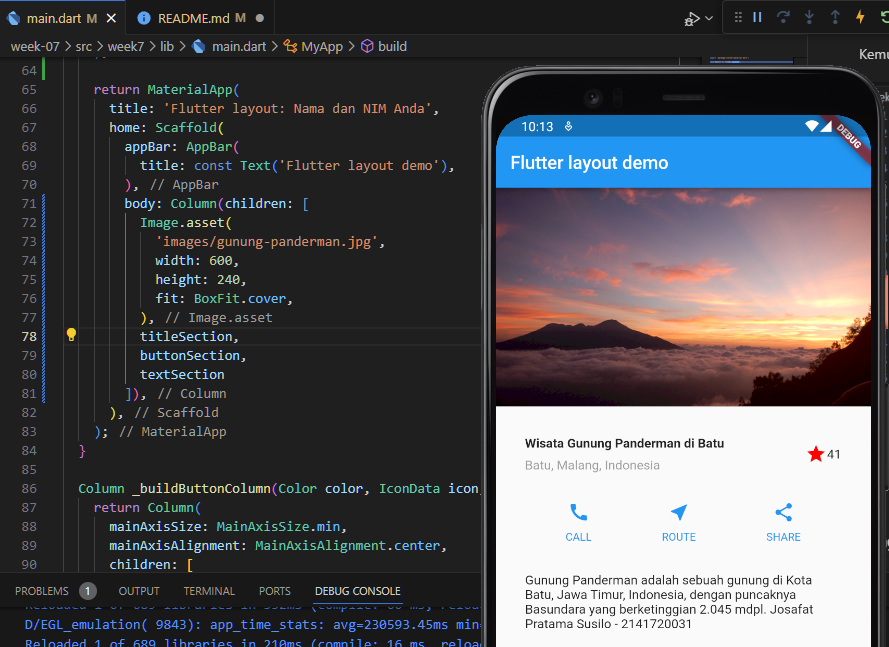 main.dart M
README.md M
week-07 > src > week7 > lib > main.dart > MyApp > build
Kemu
64
65 return MaterialApp(
66 title: 'Flutter layout: Nama dan NIM Anda',
67 home: Scaffold(
68 appBar: AppBar(
69 title: const Text('Flutter layout demo'),
70 ), // AppBar
71 body: Column(children: [
72 Image.asset(
73 'images/gunung-panderman.jpg',
74 width: 600,
75 height: 240,
76 fit: BoxFit.cover,
77 ), // Image.asset
78 titleSection,
79 buttonSection,
80 textSection
81 ]), // Column
82 ), // Scaffold
83 ); // MaterialApp
84 }
85
86 Column _buildButtonColumn(Color color, IconData icon,
87 return Column(
88 mainAxisSize: MainAxisSize.min,
89 mainAxisAlignment: MainAxisAlignment.center,
90 children: [
PROBLEMS 1 OUTPUT TERMINAL PORTS DEBUG CONSOLE
D/EGL_emulation( 9843): app_time_stats: avg=230593.45ms min=
Reloaded 1 of 689 libraries in 210ms (compile: 16 ms, reloa
10:13
DEBUG
Flutter layout demo
Wisata Gunung Panderman di Batu
Batu, Malang, Indonesia
41
CALL
ROUTE
SHARE
Gunung Panderman adalah sebuah gunung di Kota
Batu, Jawa Timur, Indonesia, dengan puncaknya
Basundara yang berketinggian 2.045 mdpl. Josafat
Pratama Susilo - 2141720031